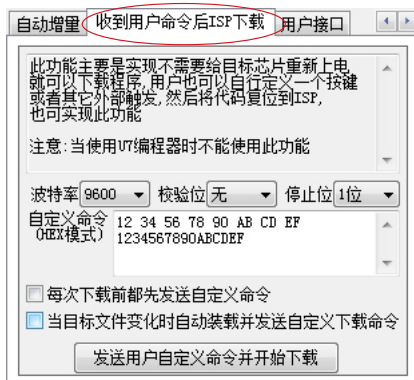 自动增量 收到用户命令后ISP下载 用户接口
此功能主要是实现不需要给目标芯片重新上电
就可以下载程序,用户也可以自行定义一个按键
或者其它外部触发,然后将代码复位到ISP,
也可实现此功能
注意:当使用U7编程器时不能使用此功能
波特率 9600 校验位 无 停止位 1位
自定义命令
(HEX模式)
12 34 56 78 90 AB CD EF
1234567890ABCDEF
每次下载前都先发送自定义命令
当目标文件变化时自动装载并发送自定义下载命令
发送用户自定义命令并开始下载